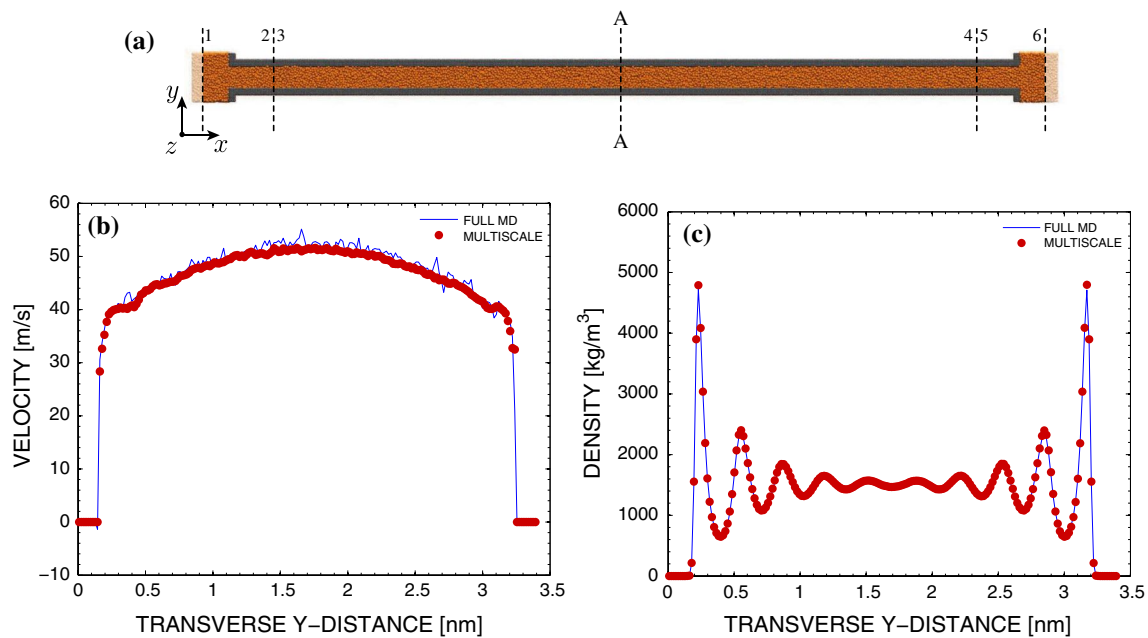 (a)
1
2
3
A
4
5
6
y
z
x
A
(b)
FULL MD
MULTISCALE
60
50
40
30
20
10
0
−10
VELOCITY [m/s]
0
0.5
1
1.5
2
2.5
3
3.5
TRANSVERSE Y−DISTANCE [nm]
(c)
FULL MD
MULTISCALE
6000
5000
4000
3000
2000
1000
0
DENSITY [kg/m³]
0
0.5
1
1.5
2
2.5
3
3.5
TRANSVERSE Y−DISTANCE [nm]